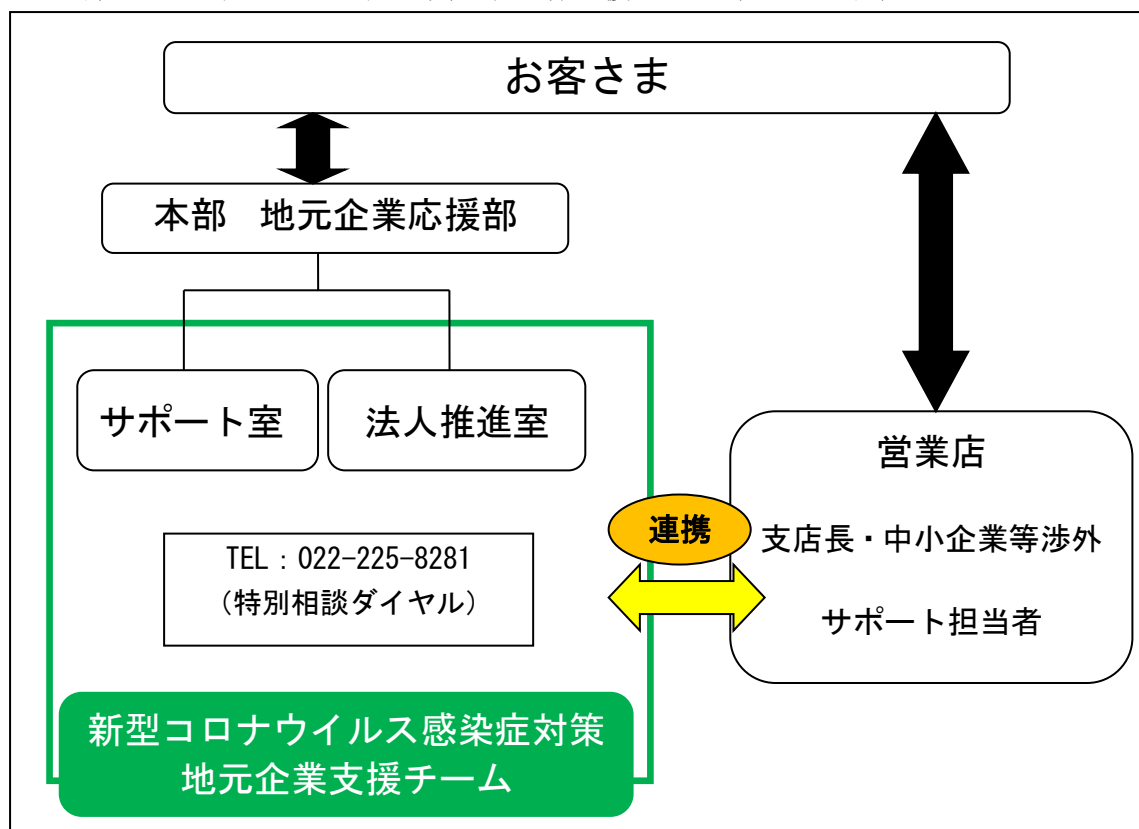 お客さま
本部　地元企業応援部
サポート室
法人推進室
営業店
支店長・中小企業等渉外
サポート担当者
連携
TEL：022-225-8281
（特別相談ダイヤル）
新型コロナウイルス感染症対策
地元企業支援チーム